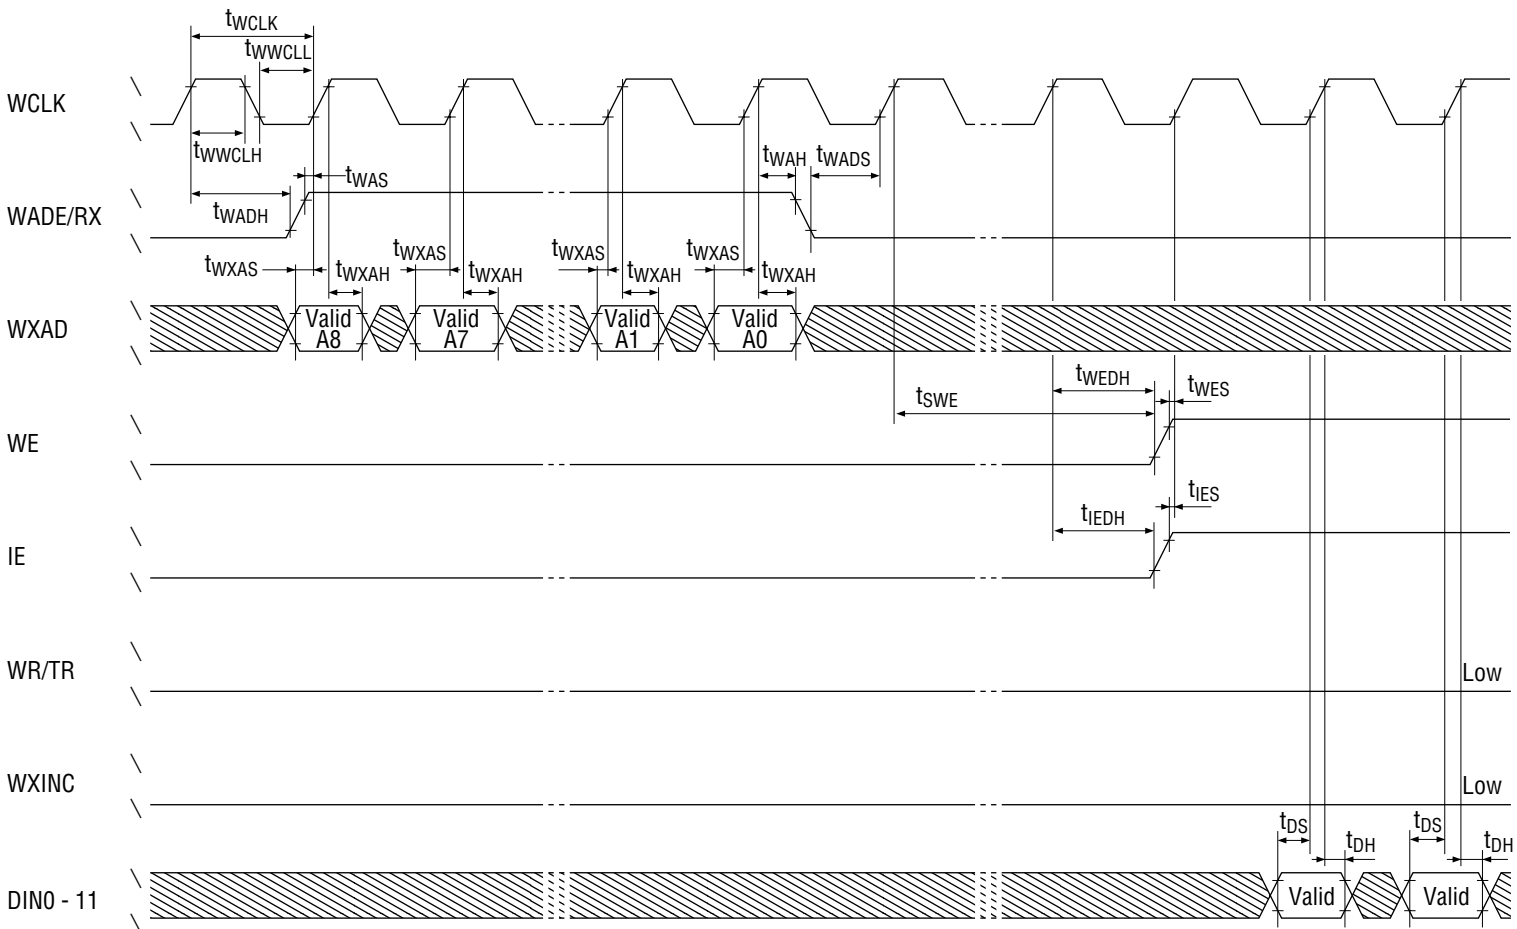 tWCLK
tWWCLL
WCLK
tWWCLH
tWAS
tWAH
tWADS
WADE/RX
tWADH
tWXAS
tWXAH
tWXAS
tWXAH
tWXAS
tWXAH
tWXAS
tWXAH
WXAD
Valid
A8
Valid
A7
Valid
A1
Valid
A0
tWEDH
tWES
tSWE
WE
tIES
tIEDH
IE
WR/TR
Low
WXINC
Low
tDS
tDH
tDS
tDH
DIN0 - 11
Valid
Valid